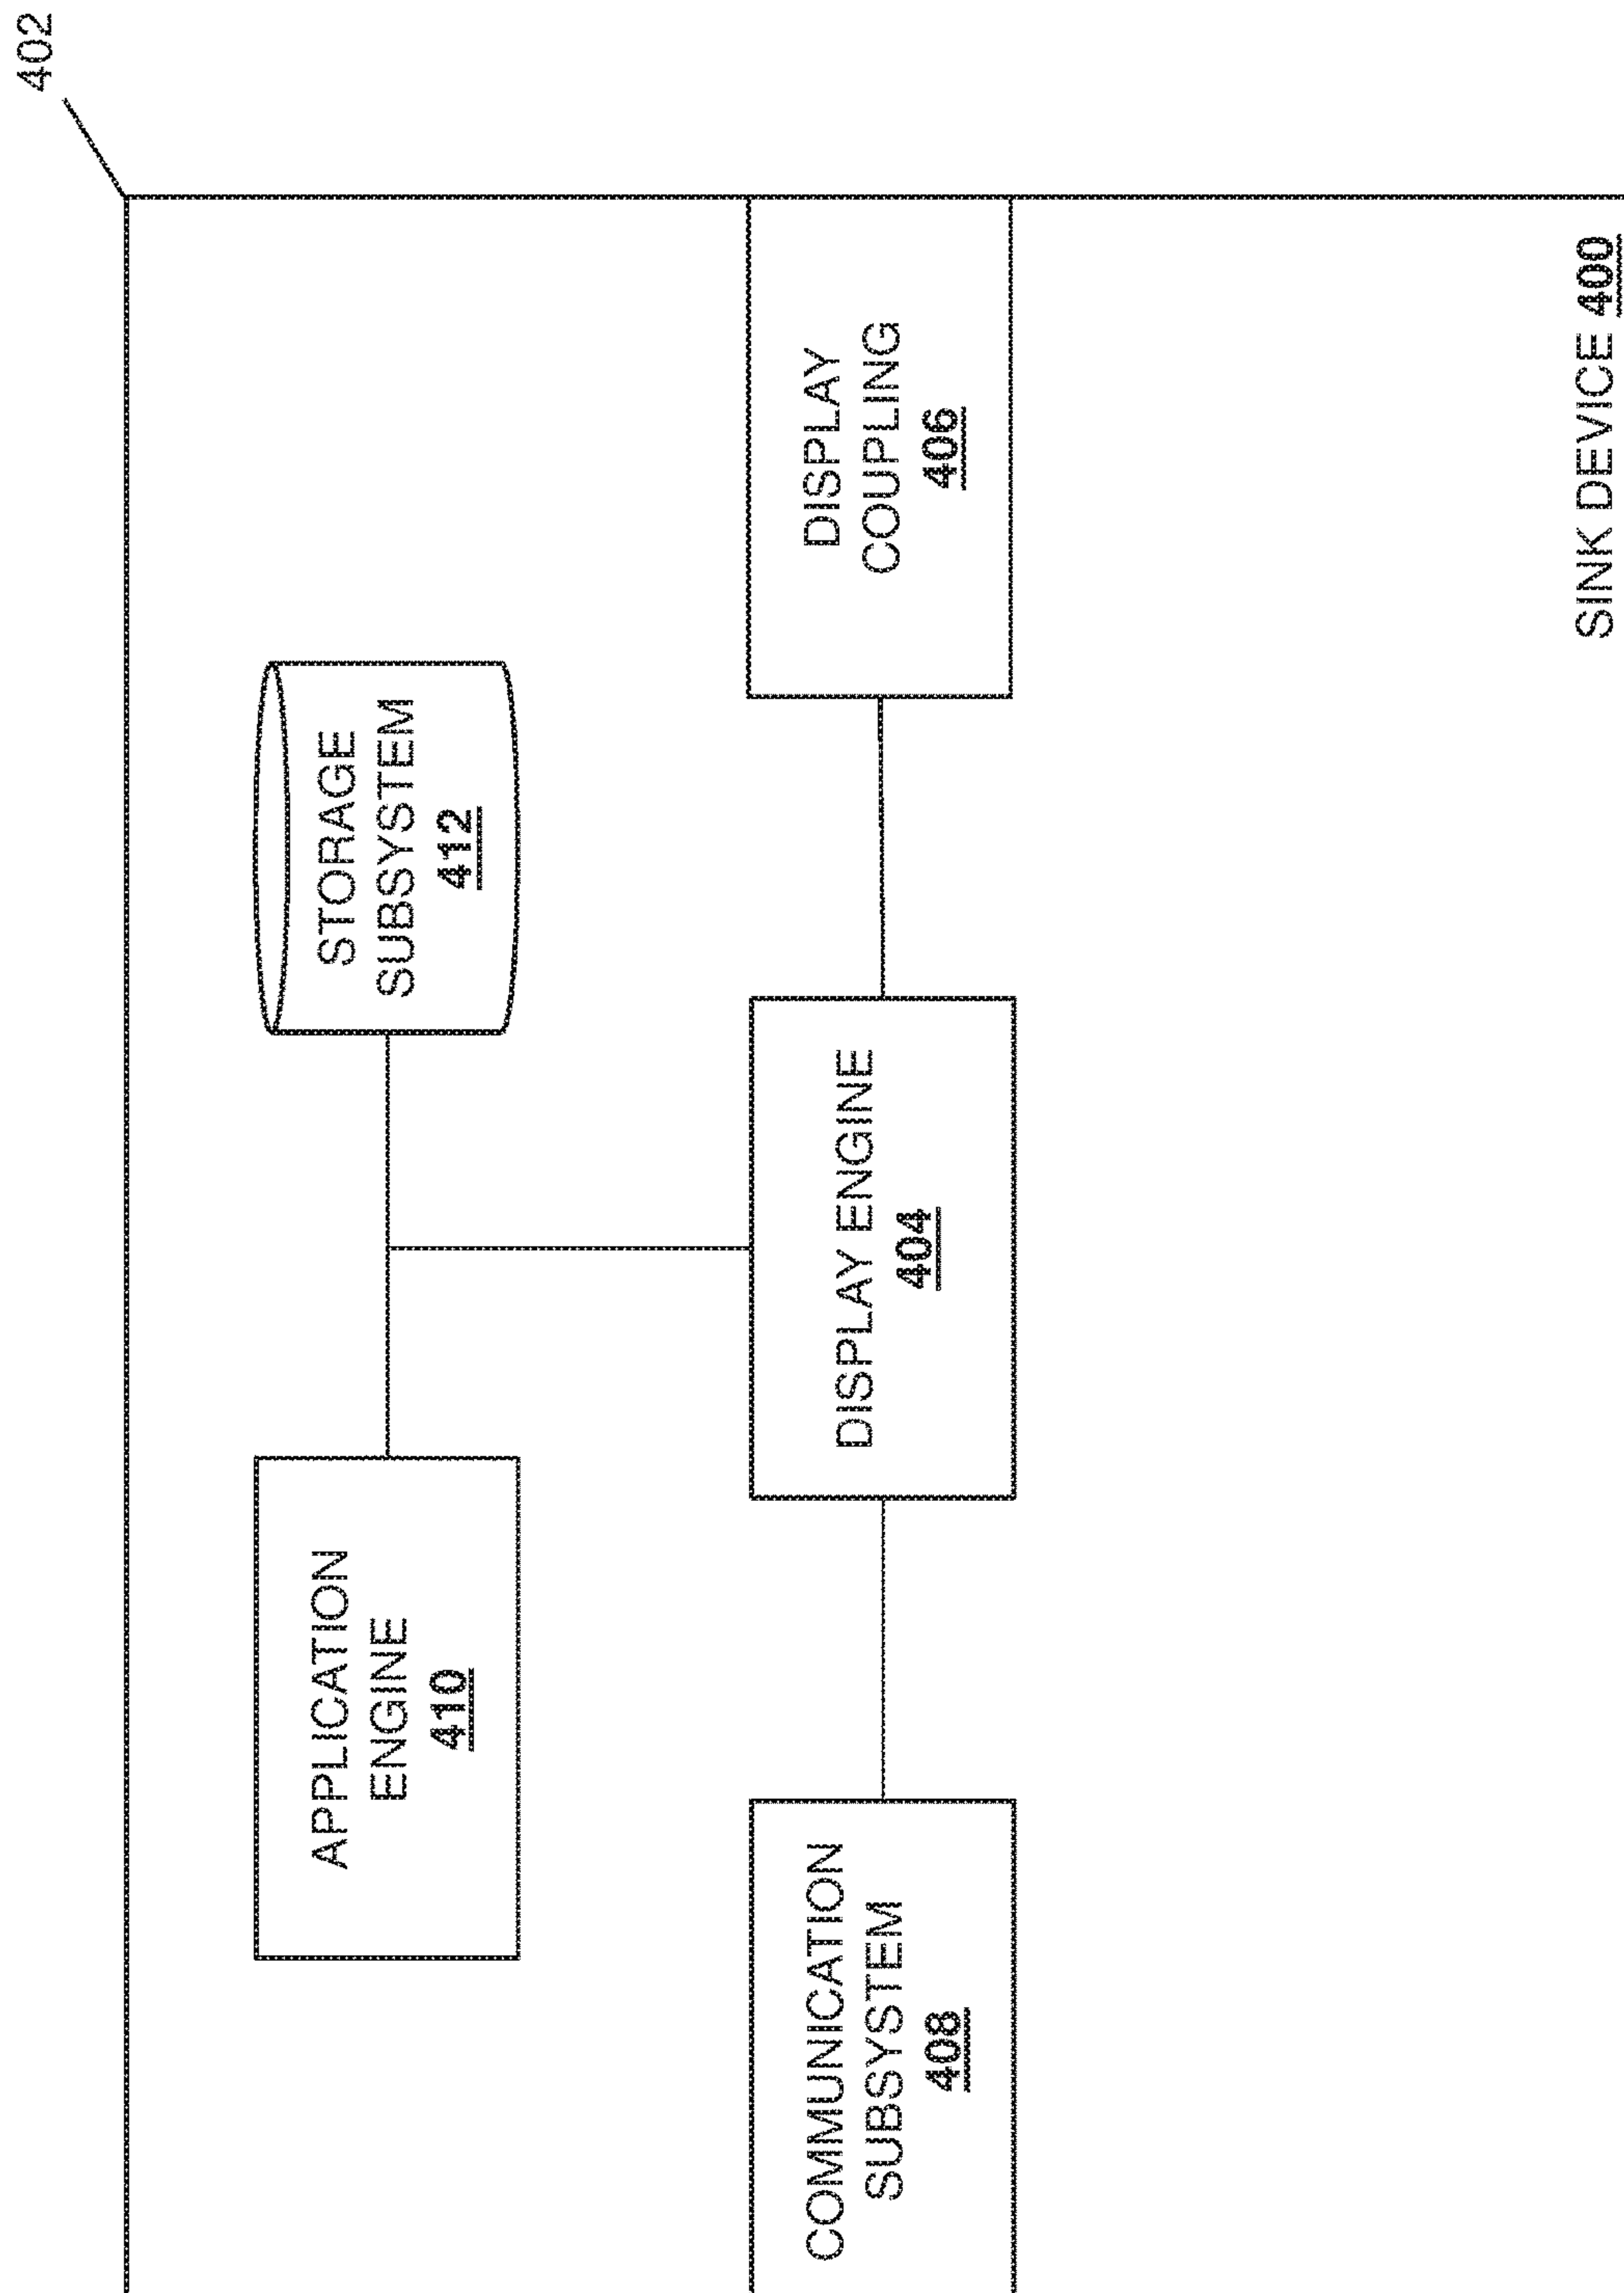 402
APPLICATION
ENGINE
410
STORAGE
SUBSYSTEM
412
COMMUNICATION
SUBSYSTEM
408
DISPLAY ENGINE
404
DISPLAY
COUPLING
406
SINK DEVICE 400